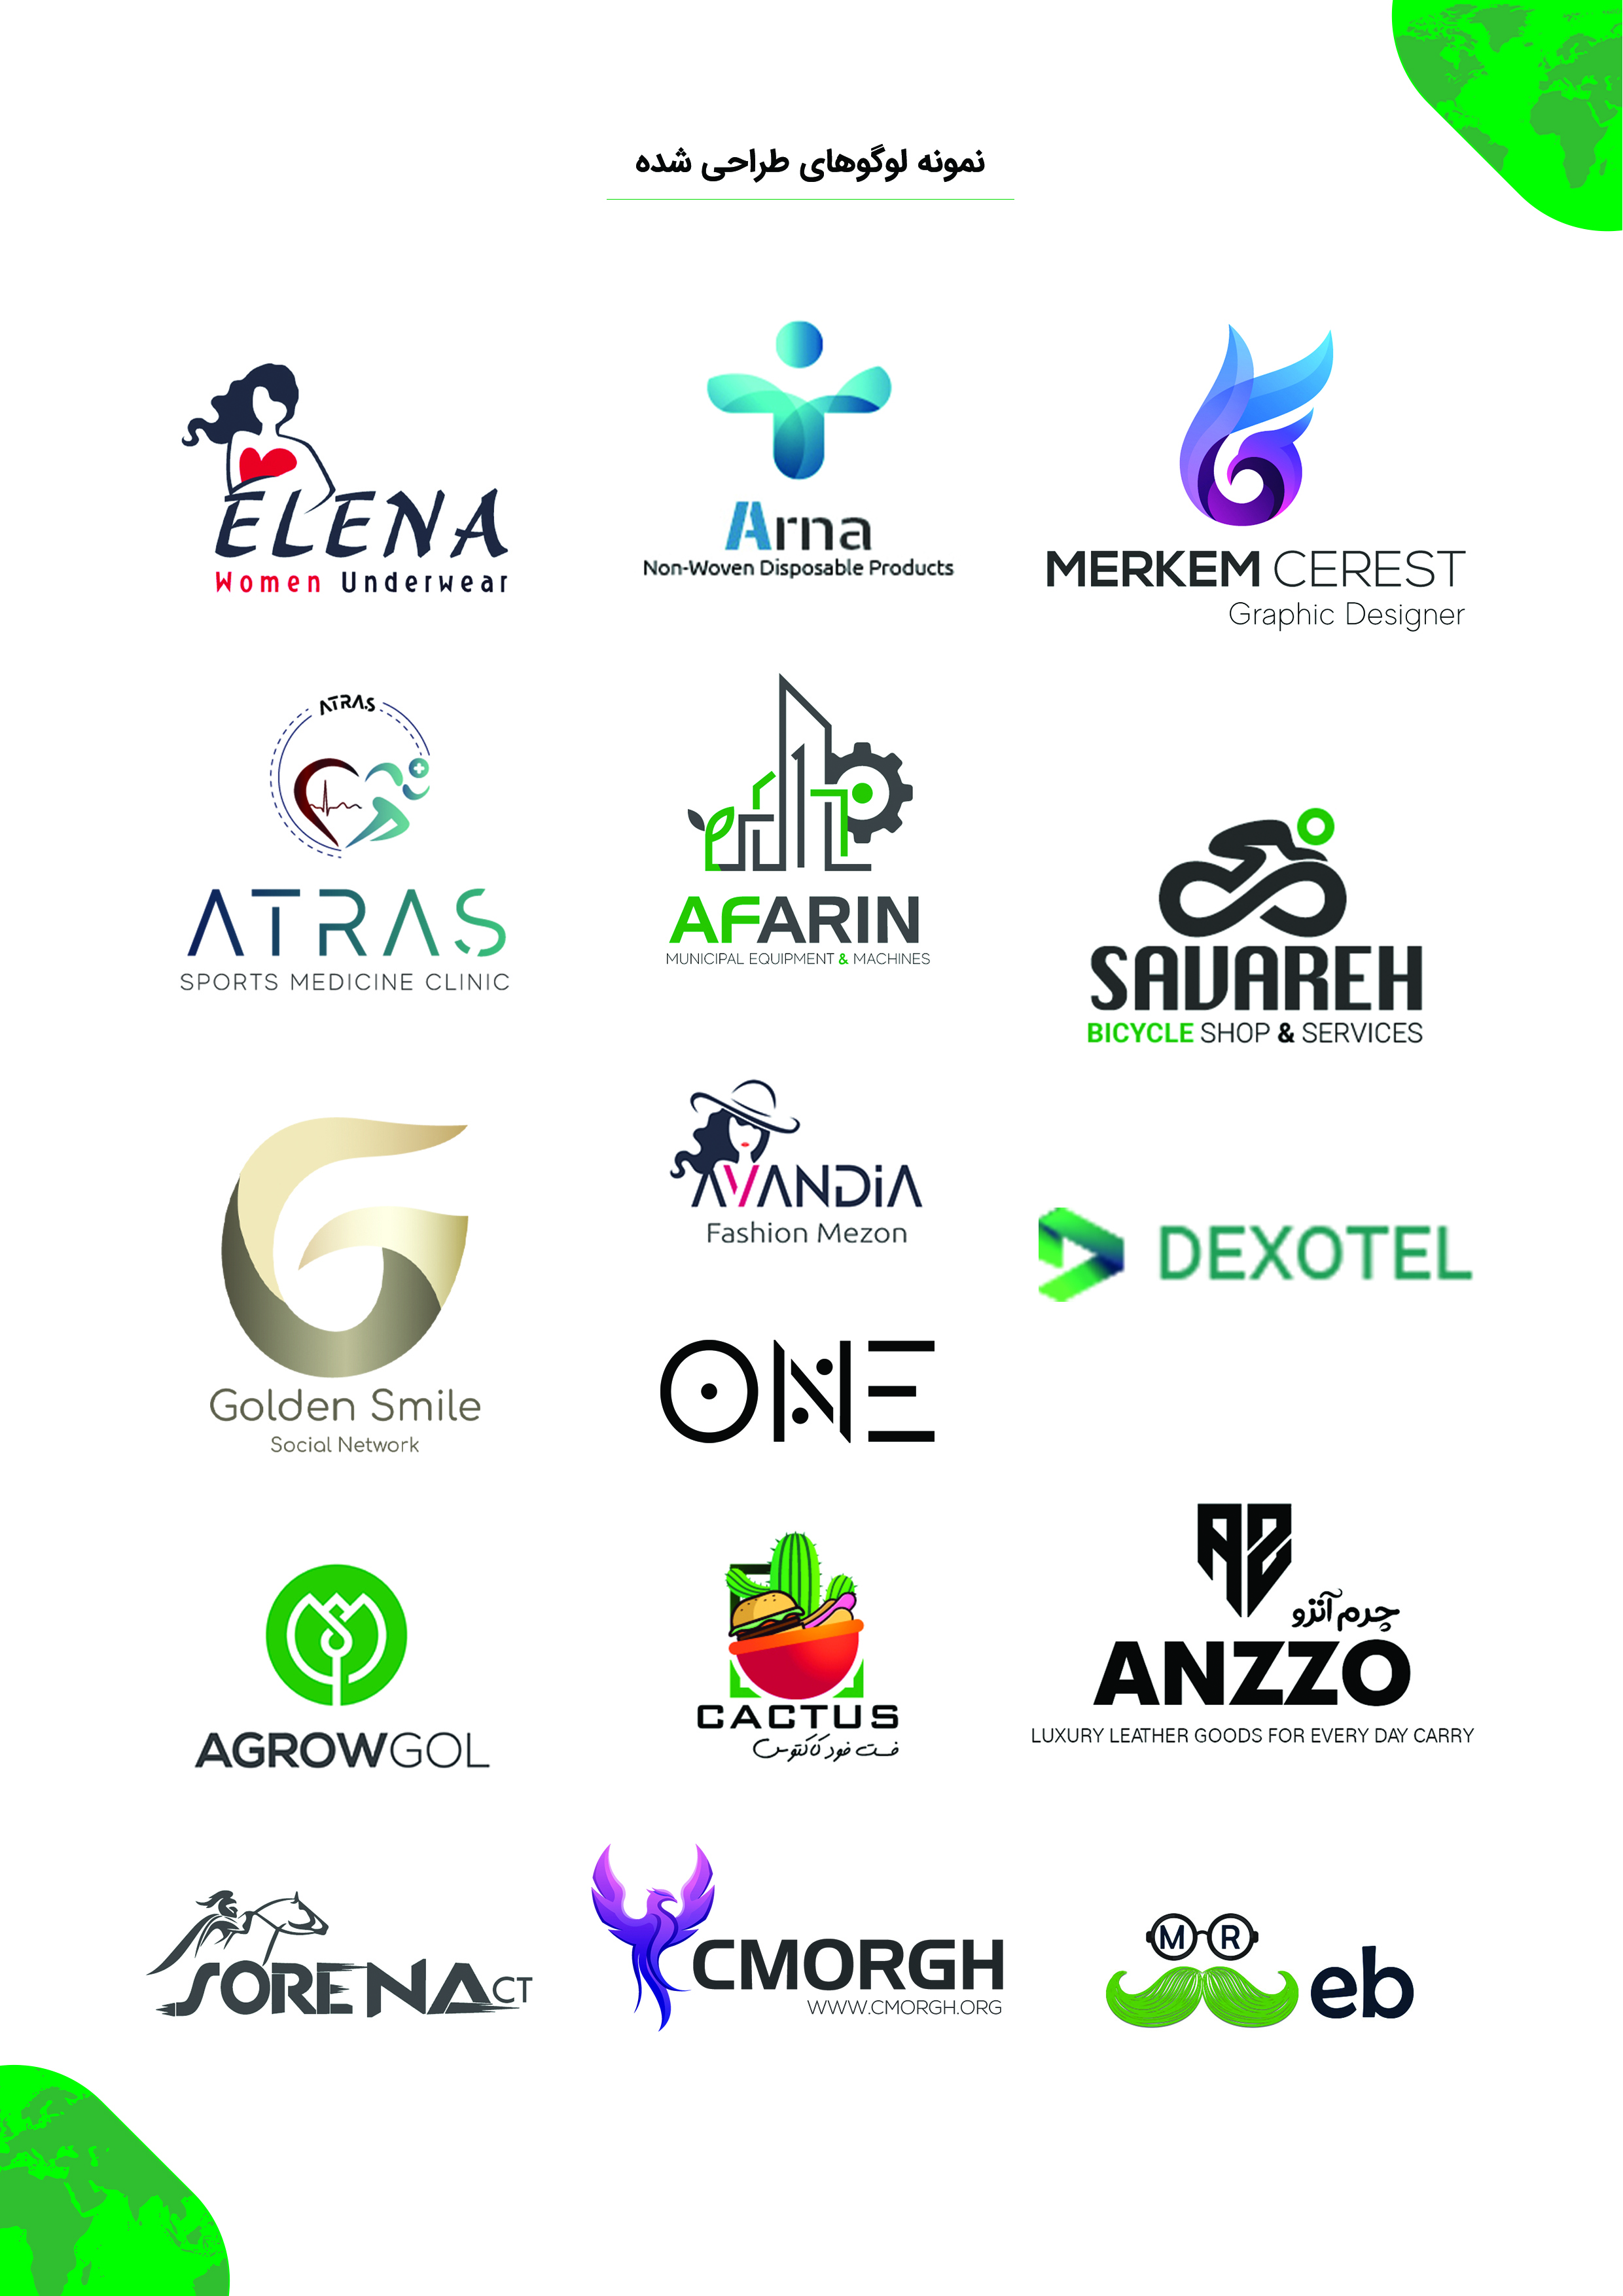 نمونه لوگوهای طراحی شده
ELENA
Women Underwear
Arna
Non-Woven Disposable Products
MERKEM CEREST
Graphic Designer
ATRAS
ATRAS
SPORTS MEDICINE CLINIC
AFARIN
MUNICIPAL EQUIPMENT & MACHINES
SAVAREH
BICYCLE SHOP & SERVICES
Golden Smile
Social Network
AVANDiA
Fashion Mezon
DEXOTEL
ONE
AGROWGOL
CACTUS
فست فود کاکتوس
AZ
چرم آنزو
ANZZO
LUXURY LEATHER GOODS FOR EVERY DAY CARRY
SORENA CT
CMORGH
WWW.CMORGH.ORG
M R
eb